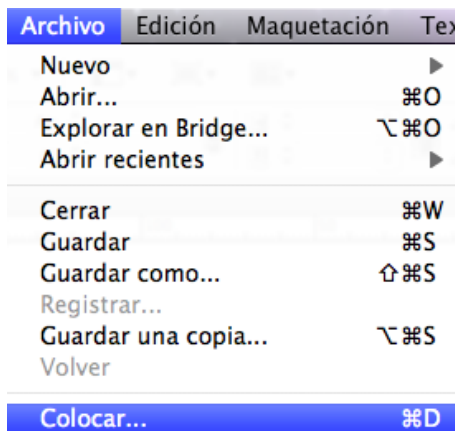 Archivo Edición Maquetación Tex
Nuevo ▶
Abrir... ⌘O
Explorar en Bridge... ⌥⌘O
Abrir recientes ▶
Cerrar ⌘W
Guardar ⌘S
Guardar como... ⇧⌘S
Registrar...
Guardar una copia... ⌥⌘S
Volver
Colocar... ⌘D